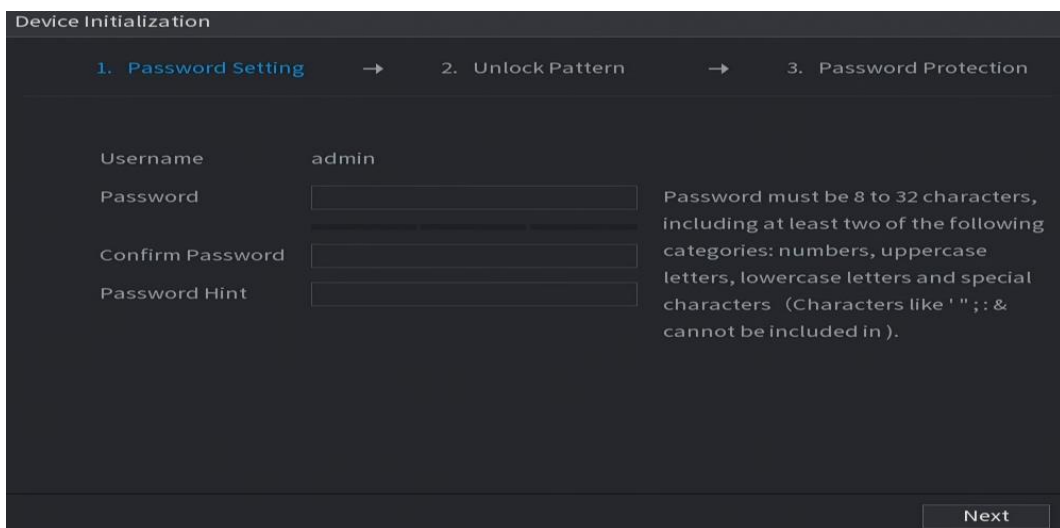 Device Initialization
1. Password Setting → 2. Unlock Pattern → 3. Password Protection
Username admin
Password
Password must be 8 to 32 characters,
including at least two of the following
Confirm Password
categories: numbers, uppercase
letters, lowercase letters and special
Password Hint
characters (Characters like ' " ; : &
cannot be included in ).
Next